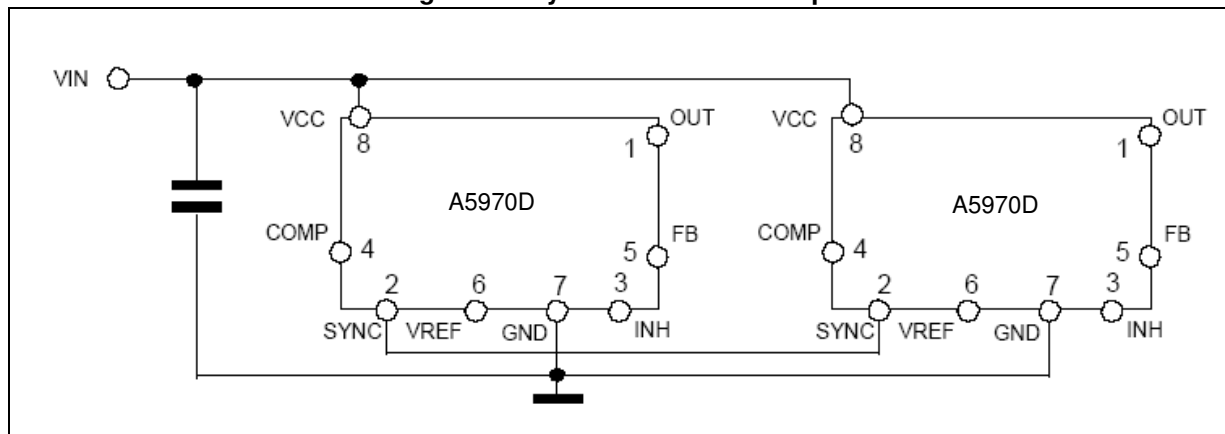 VIN
VCC
8
OUT
1
A5970D
COMP
4
FB
5
2
6
7
3
SYNC
VREF
GND
INH
VCC
8
OUT
1
A5970D
COMP
4
FB
5
2
6
7
3
SYNC
VREF
GND
INH